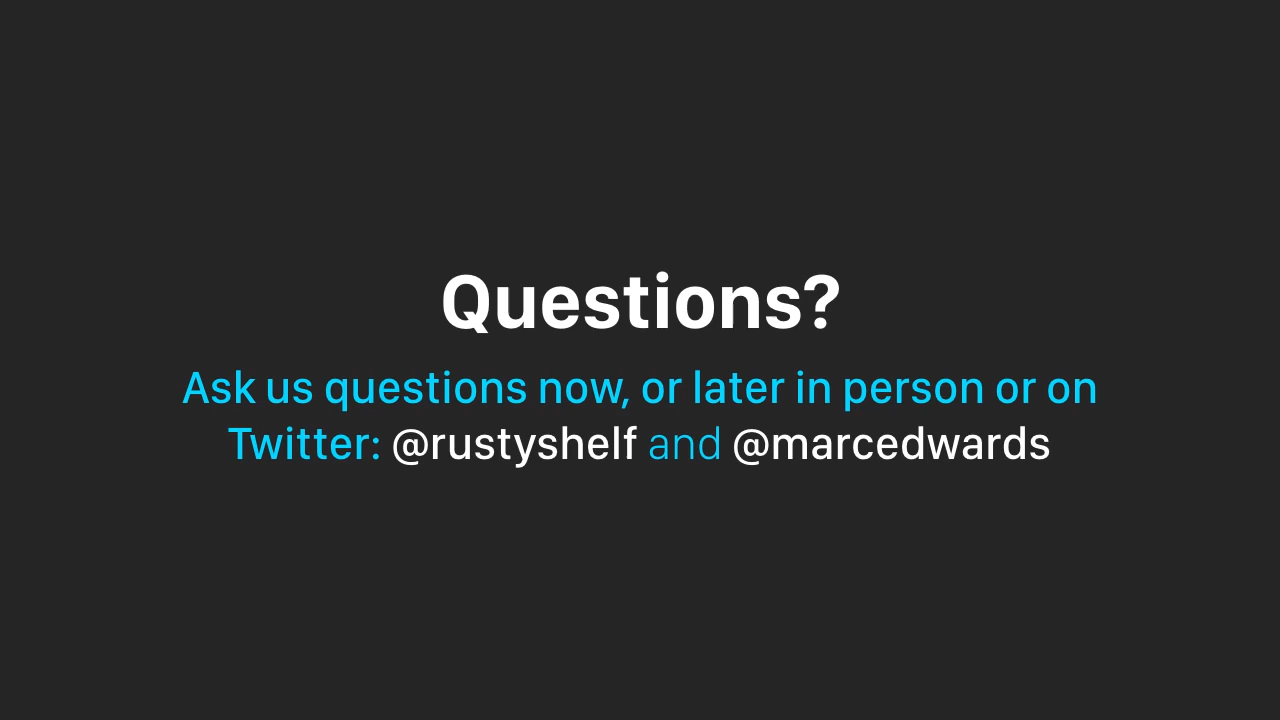 Questions?
Ask us questions now, or later in person or on
Twitter: @rustyshelf and @marcedwards